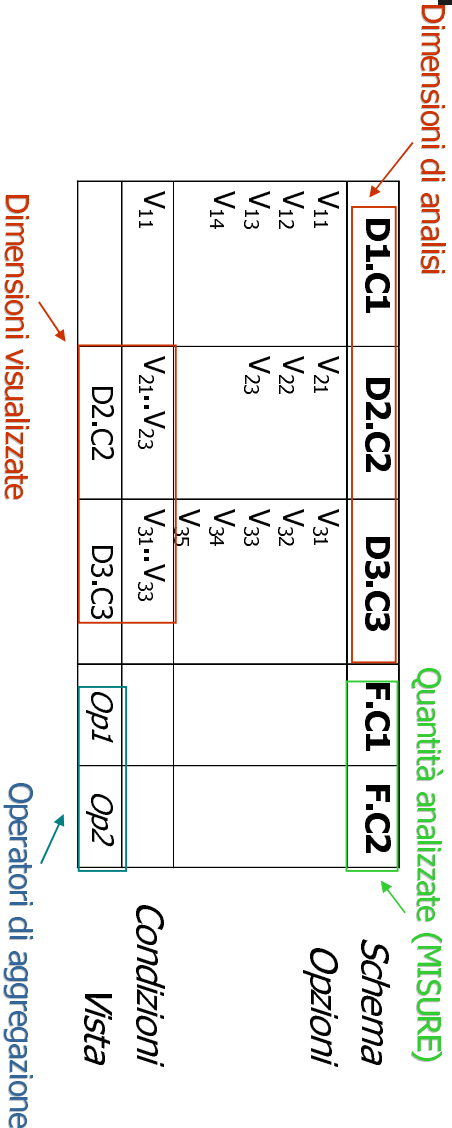 Dimensioni di analisi Quantità analizzate (MISURE)
D1.C1 D2.C2 D3.C3 F.C1 F.C2 Schema
V11 V21 V31 Opzioni
V12 V22 V32
V13 V23 V33
V14 V34
V35
V11 V21..V23 V31..V33 Condizioni
D2.C2 D3.C3 Op1 Op2 Vista
Dimensioni visualizzate Operatori di aggregazione